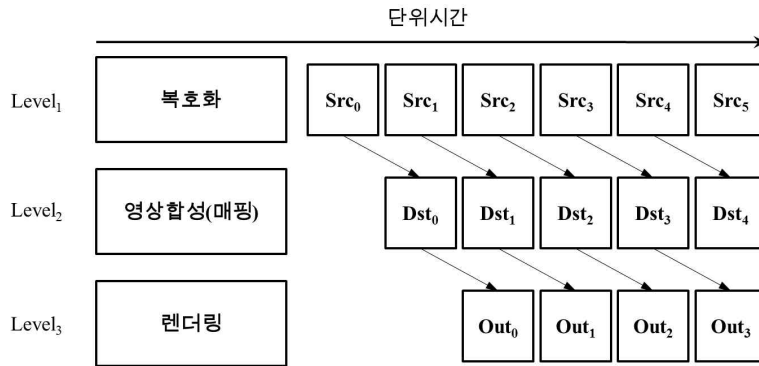 단위시간
Level₁ 복호화 Src₀ Src₁ Src₂ Src₃ Src₄ Src₅
Level₂ 영상합성(매핑) Dst₀ Dst₁ Dst₂ Dst₃ Dst₄
Level₃ 렌더링 Out₀ Out₁ Out₂ Out₃